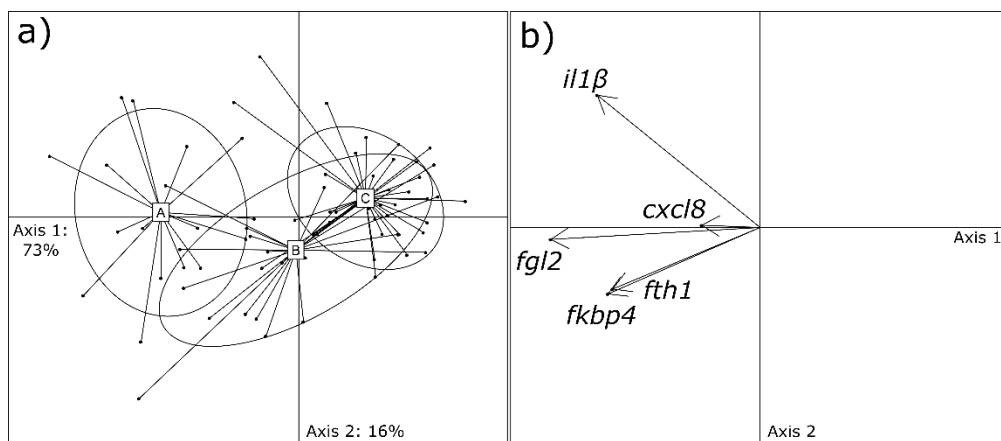 a)
A
B
C
Axis 1:
73%
Axis 2: 16%
b)
il1β
cxcl8
Axis 1
fgl2
fth1
fkbp4
Axis 2